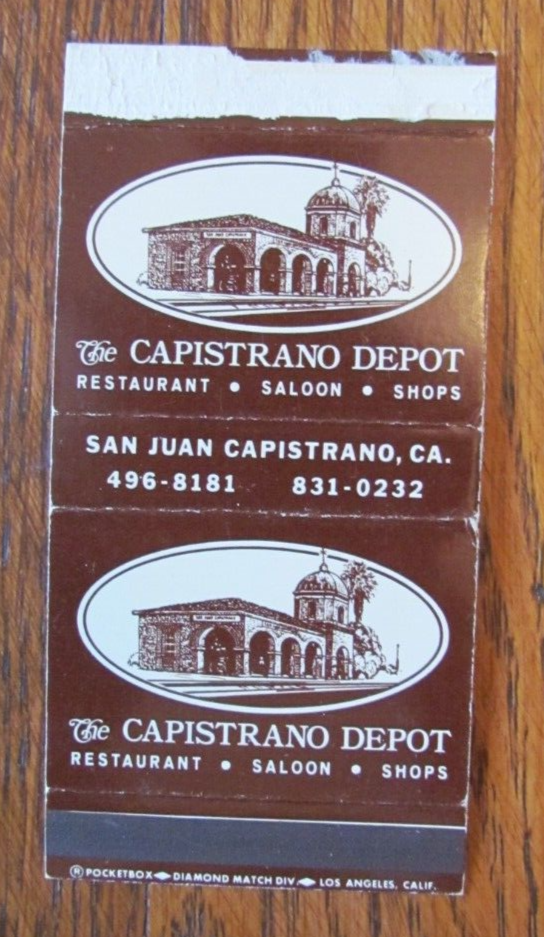 The CAPISTRANO DEPOT
RESTAURANT • SALOON • SHOPS
SAN JUAN CAPISTRANO, CA.
496-8181 831-0232
The CAPISTRANO DEPOT
RESTAURANT • SALOON • SHOPS
® POCKETBOX ◆ DIAMOND MATCH DIV. ◆ LOS ANGELES, CALIF.